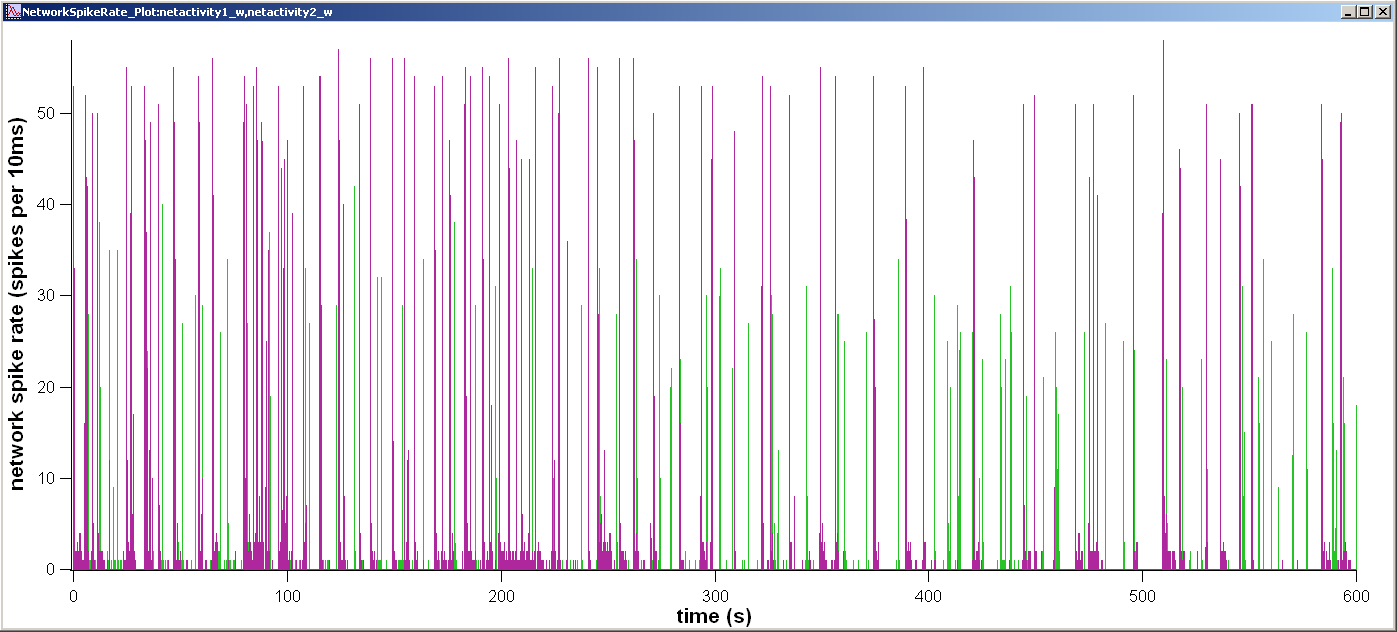 NetworkSpikeRate_Plot:netactivity1_w,netactivity2_w
network spike rate (spikes per 10ms)
50
40
30
20
10
0
0 100 200 300 400 500 600
time (s)